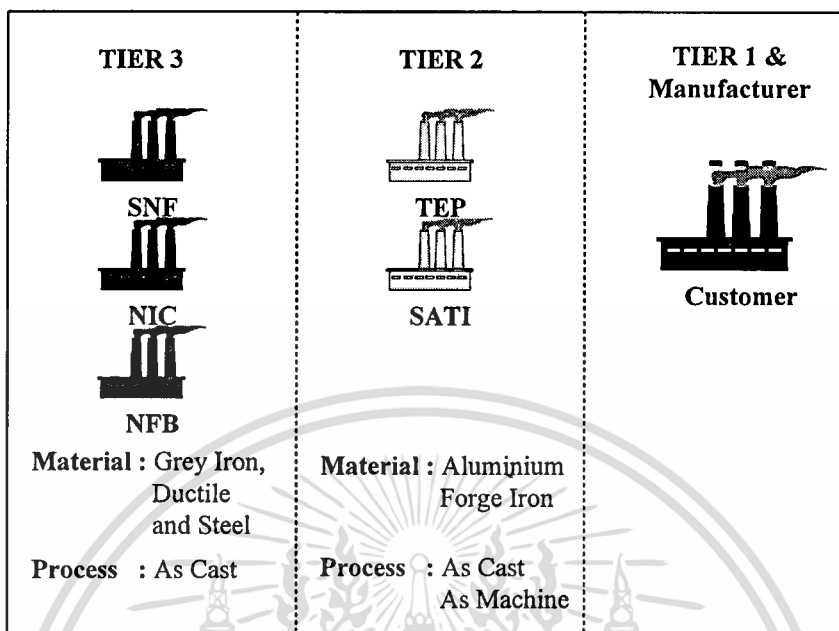 TIER 3
SNF
NIC
NFB
Material : Grey Iron,
Ductile
and Steel
Process : As Cast
TIER 2
TEP
SATI
Material : Aluminium
Forge Iron
Process : As Cast
As Machine
TIER 1 &
Manufacturer
Customer